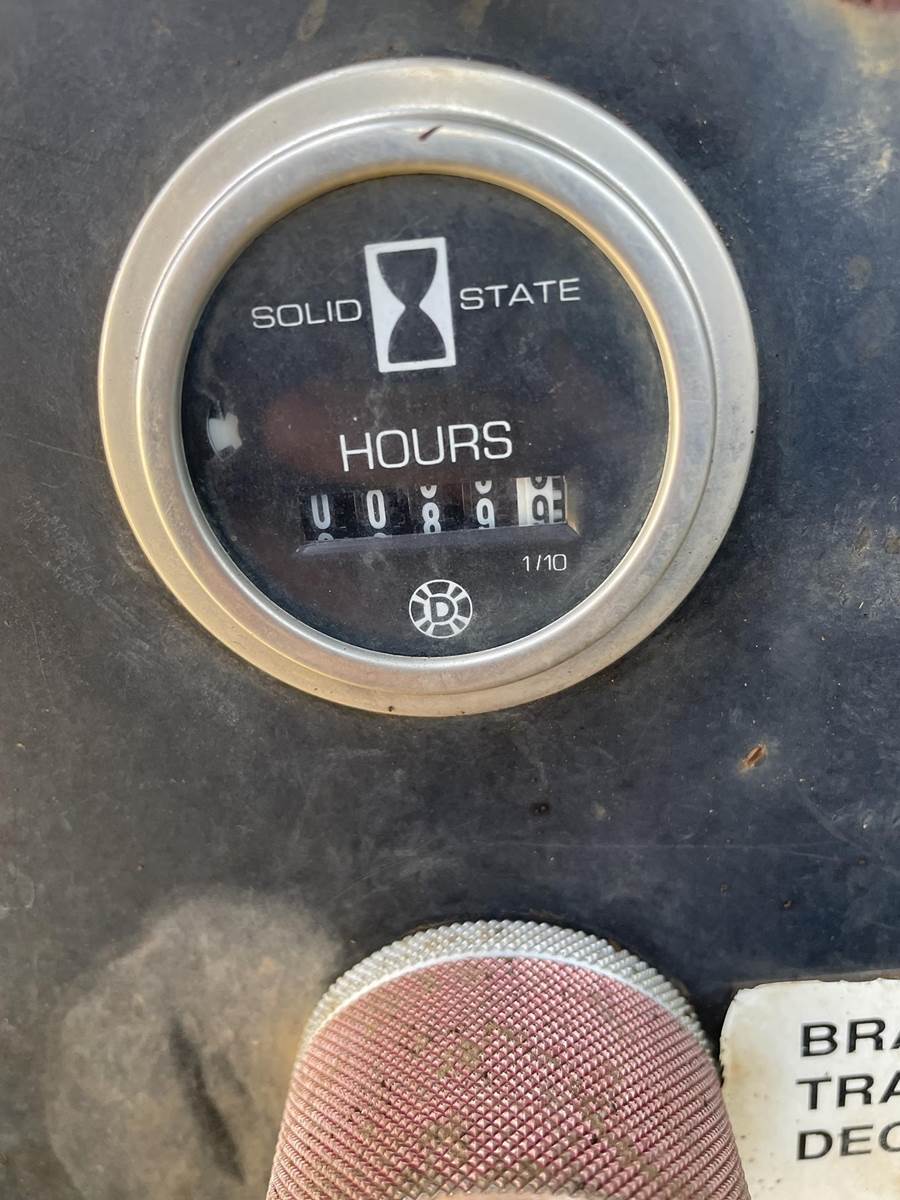 SOLID STATE
HOURS
0 0 8 9 9
1/10
D
BRA
TRA
DEC